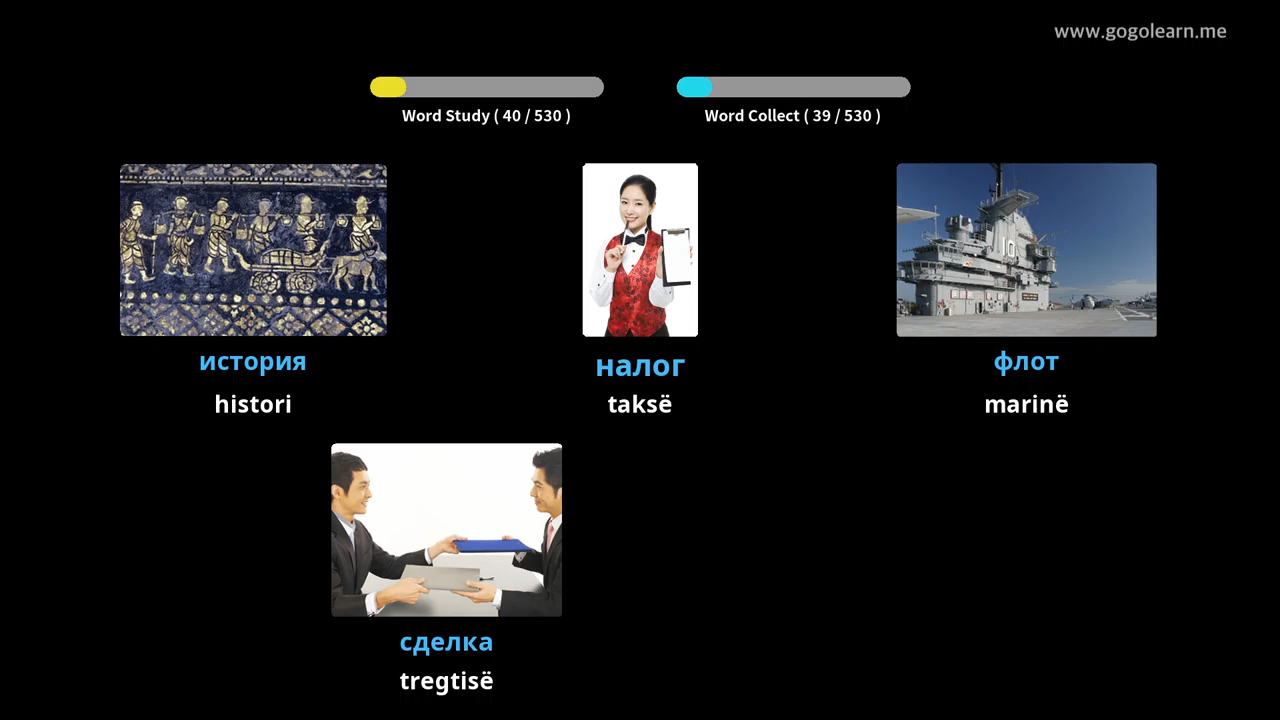 www.gogolearn.me
Word Study ( 40 / 530 )
Word Collect ( 39 / 530 )
история
налог
флот
histori
taksë
marinë
16
сделка
tregtisë